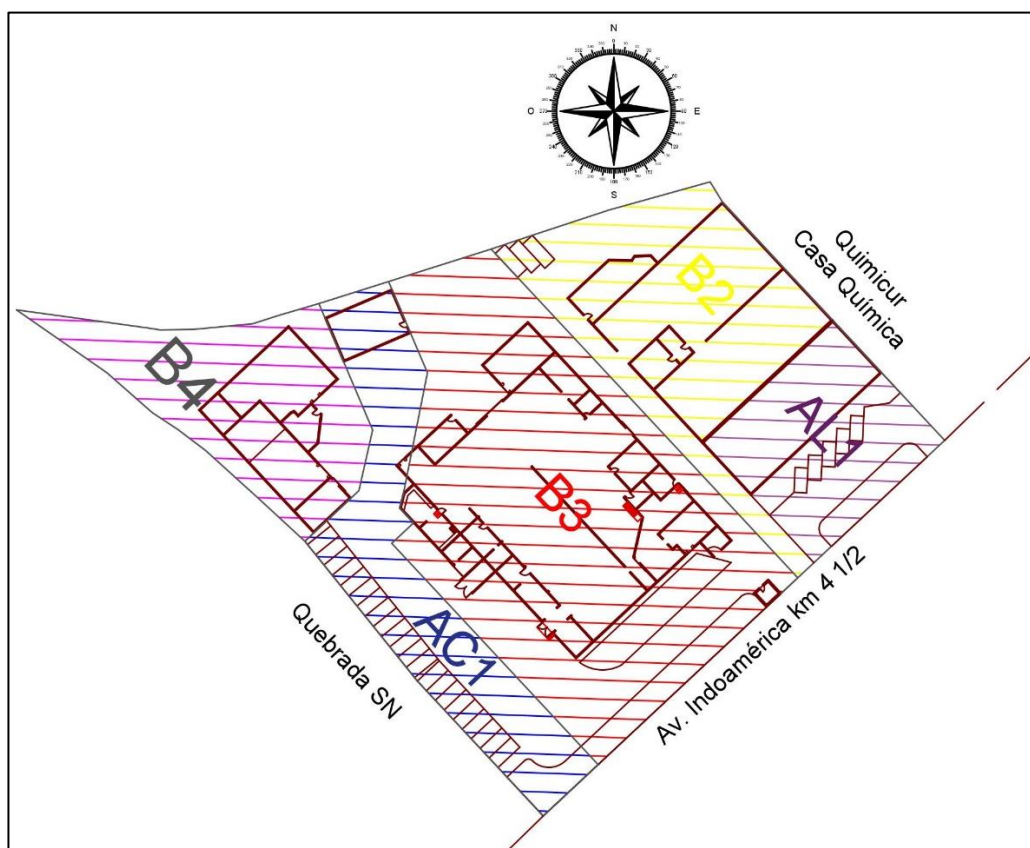 N
O
E
S
B2
Quimicur
Casa Química
B4
AL1
B3
AC1
Quebrada SN
Av. Indoamérica km 4 1/2